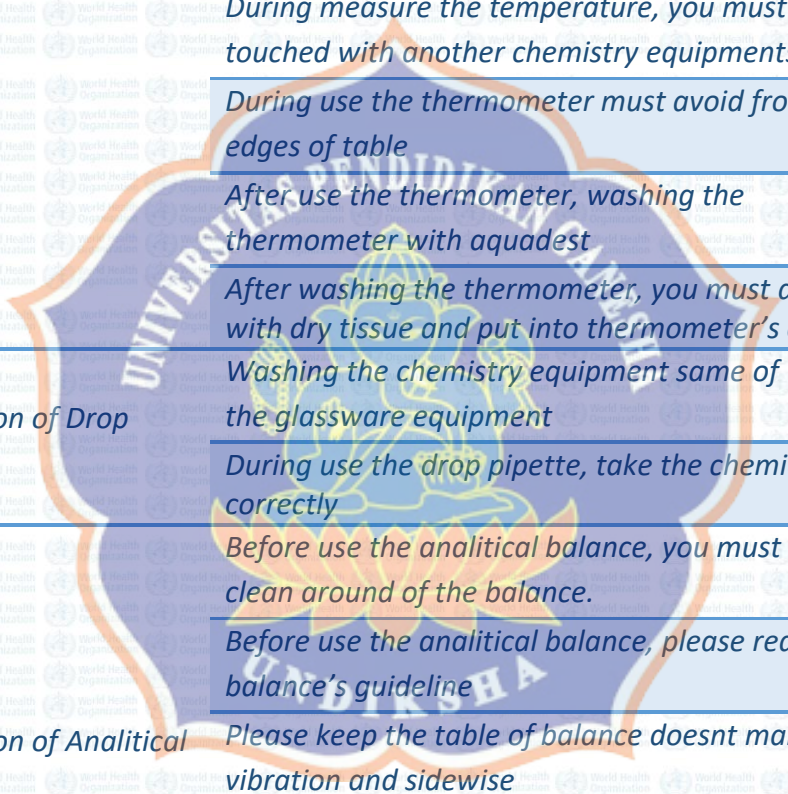 During measure the temperature, you must
touched with another chemistry equipments
During use the thermometer must avoid fro
edges of table
After use the thermometer, washing the
thermometer with aquadest
After washing the thermometer, you must d
with dry tissue and put into thermometer's
Washing the chemistry equipment same of
on of Drop
the glassware equipment
During use the drop pipette, take the chemi
correctly
Before use the analitical balance, you must
clean around of the balance.
Before use the analitical balance, please rea
balance's guideline
on of Analitical
Please keep the table of balance doesnt ma
vibration and sidewise
UNIVERSITAS PENDIDIKAN GANESHA
UNDIKSHA
World Health
Organization